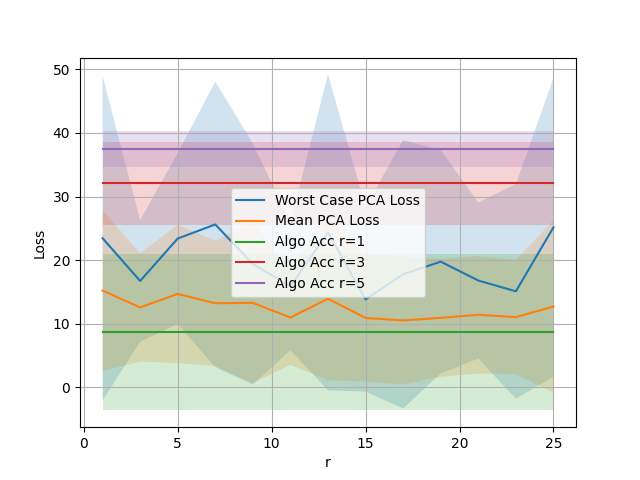 50
40
30
20
10
0
Loss
Worst Case PCA Loss
Mean PCA Loss
Algo Acc r=1
Algo Acc r=3
Algo Acc r=5
0 5 10 15 20 25
r